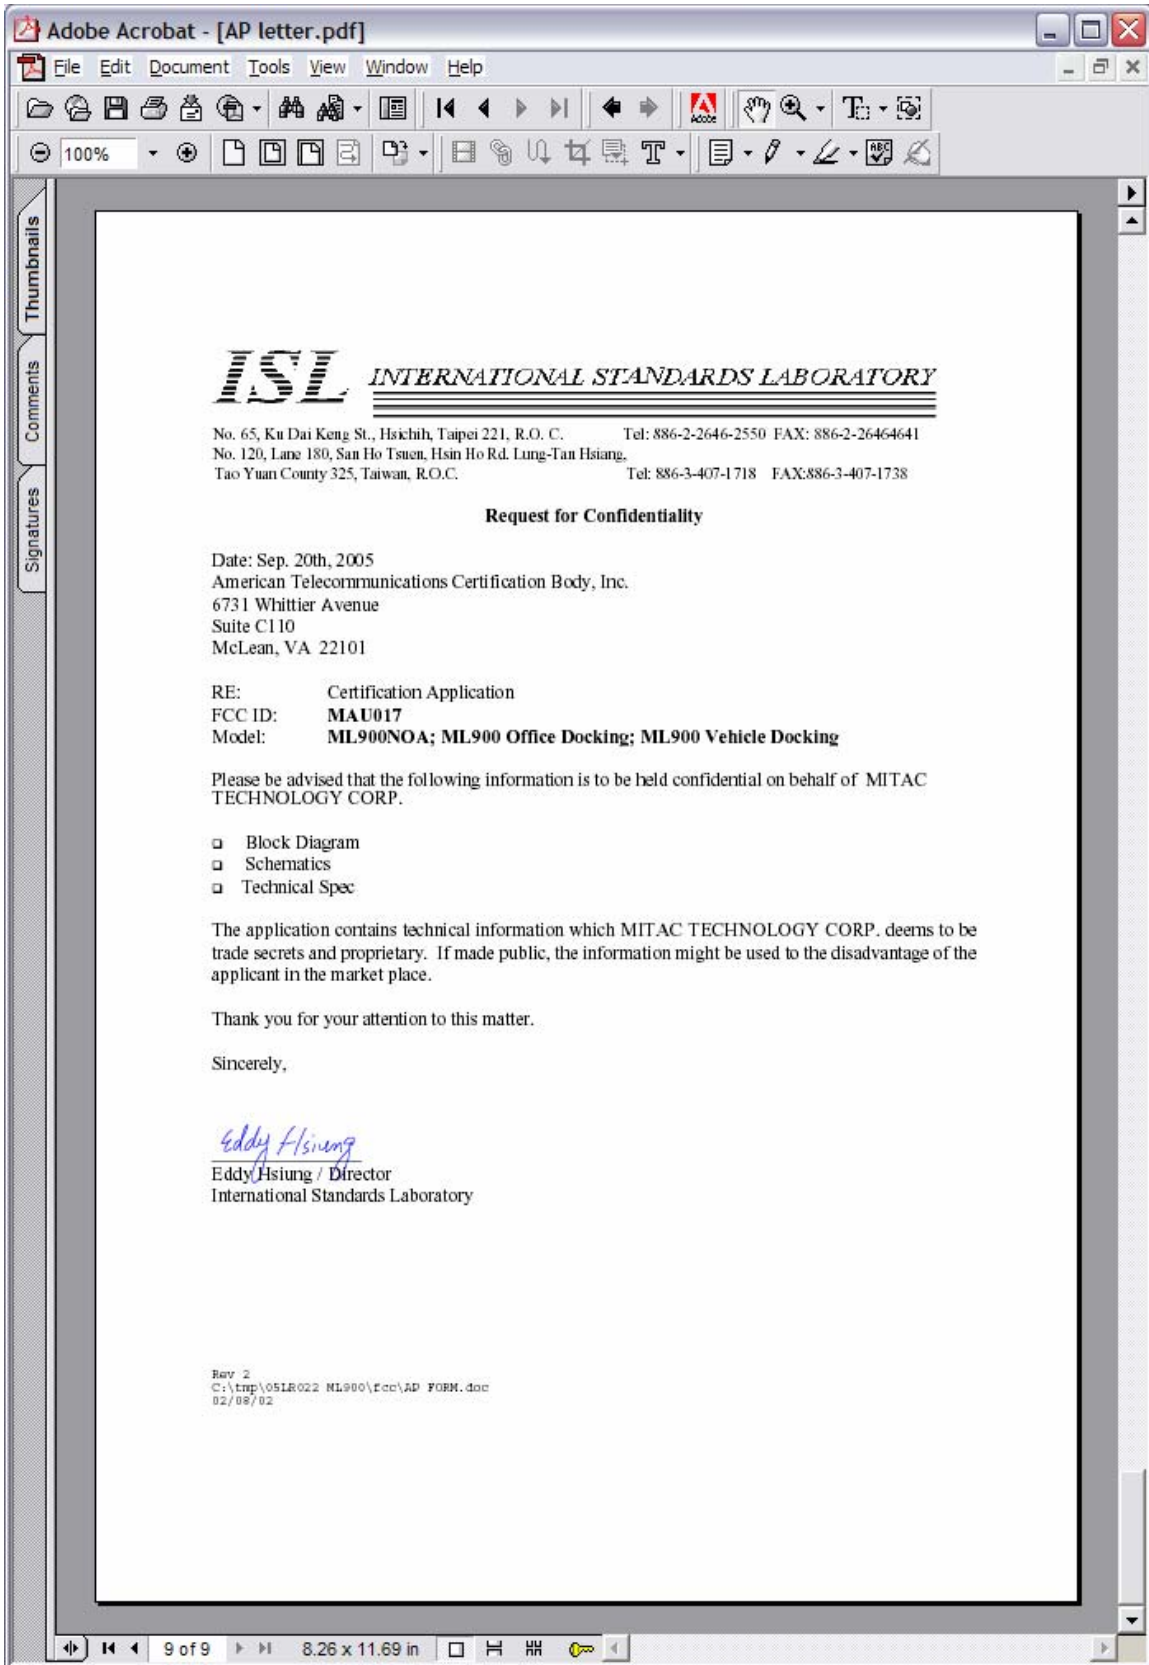 Adobe Acrobat - [AP letter.pdf]
File Edit Document Tools View Window Help
Adobe
100%
Thumbnails
Comments
Signatures
ISL INTERNATIONAL STANDARDS LABORATORY
No. 65, Ku Dai Keng St., Hsichih, Taipei 221, R.O. C. Tel: 886-2-2646-2550 FAX: 886-2-26464641
No. 120, Lane 180, San Ho Tsuen, Hsin Ho Rd. Lung-Tan Hsiang,
Tao Yuan County 325, Taiwan, R.O.C. Tel: 886-3-407-1718 FAX:886-3-407-1738
Request for Confidentiality
Date: Sep. 20th, 2005
American Telecommunications Certification Body, Inc.
6731 Whittier Avenue
Suite C110
McLean, VA 22101
RE: Certification Application
FCC ID: MAU017
Model: ML900NOA; ML900 Office Docking; ML900 Vehicle Docking
Please be advised that the following information is to be held confidential on behalf of MITAC
TECHNOLOGY CORP.
❑ Block Diagram
❑ Schematics
❑ Technical Spec
The application contains technical information which MITAC TECHNOLOGY CORP. deems to be
trade secrets and proprietary. If made public, the information might be used to the disadvantage of the
applicant in the market place.
Thank you for your attention to this matter.
Sincerely,
Eddy Hsiung
Eddy Hsiung / Director
International Standards Laboratory
Rev 2
C:\tmp\05LR022 ML900\fcc\AP FORM.doc
02/08/02
9 of 9 8.26 x 11.69 in